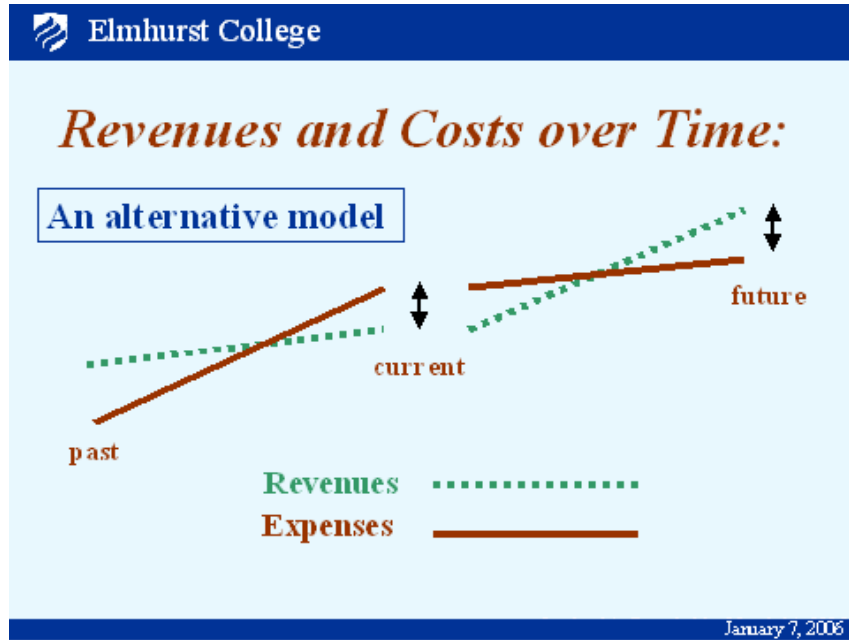 Elmhurst College
Revenues and Costs over Time:
An alternative model
future
current
past
Revenues
Expenses
January 7, 2006